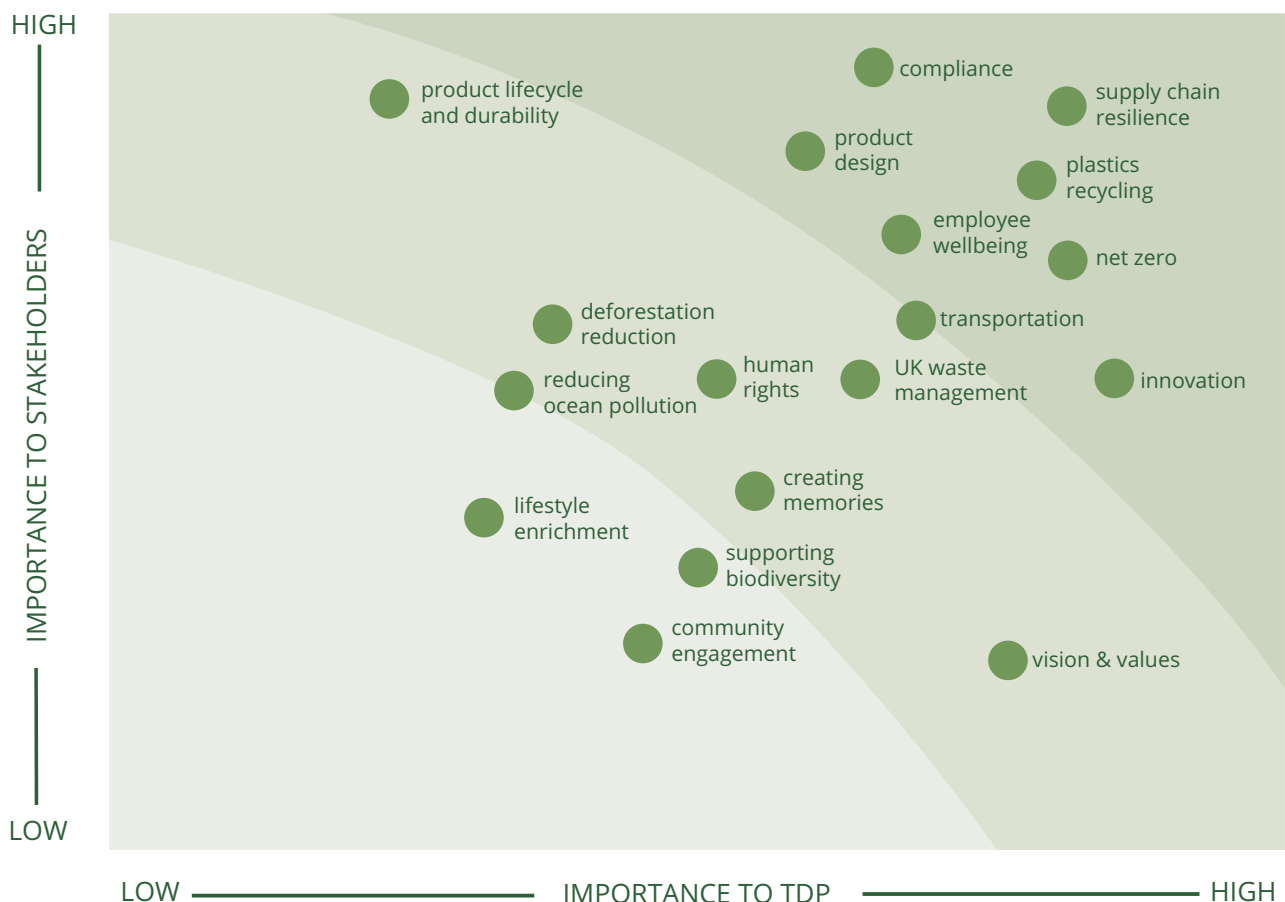 HIGH
IMPORTANCE TO STAKEHOLDERS
LOW
compliance
product lifecycle
and durability
supply chain
resilience
product
design
plastics
recycling
employee
wellbeing
net zero
deforestation
reduction
transportation
reducing
ocean pollution
human
rights
UK waste
management
innovation
creating
memories
lifestyle
enrichment
supporting
biodiversity
community
engagement
vision & values
LOW
IMPORTANCE TO TDP
HIGH